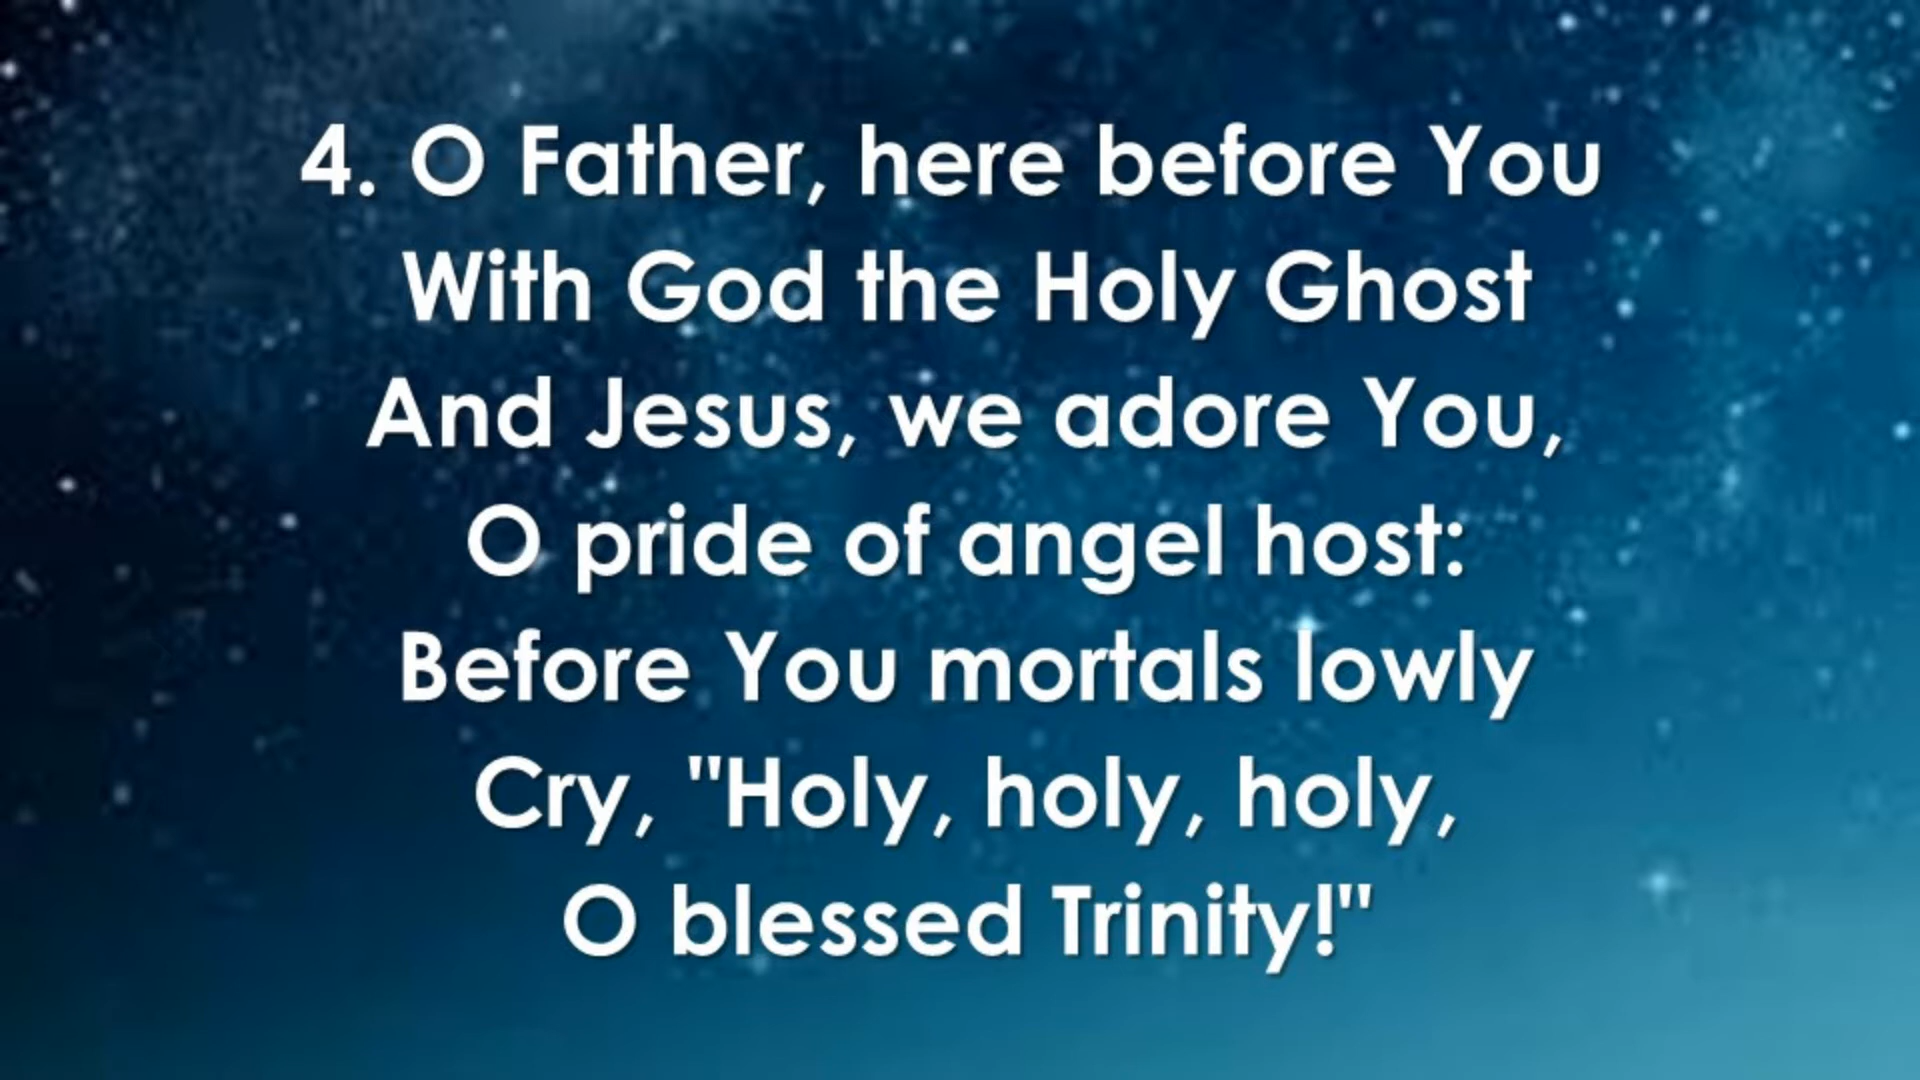 4. O Father, here before You
With God the Holy Ghost
And Jesus, we adore You,
O pride of angel host:
Before You mortals lowly
Cry, "Holy, holy, holy,
O blessed Trinity!"